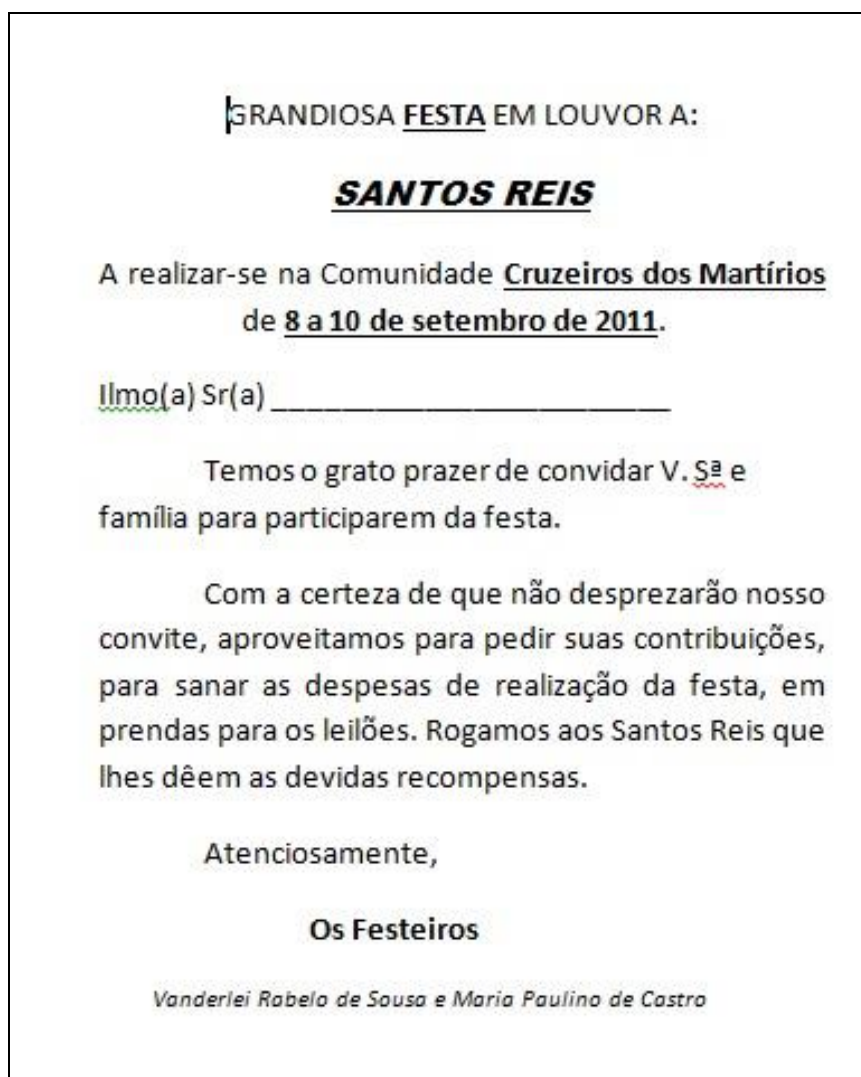 GRANDIOSA FESTA EM LOUVOR A:
SANTOS REIS
A realizar-se na Comunidade Cruzeiros dos Martírios
de 8 a 10 de setembro de 2011.
Ilmo(a) Sr(a) _________________________
Temos o grato prazer de convidar V. Sª e
família para participarem da festa.
Com a certeza de que não desprezarão nosso
convite, aproveitamos para pedir suas contribuições,
para sanar as despesas de realização da festa, em
prendas para os leilões. Rogamos aos Santos Reis que
lhes dêem as devidas recompensas.
Atenciosamente,
Os Festeiros
Vanderlei Rabelo de Sousa e Maria Paulino de Castro